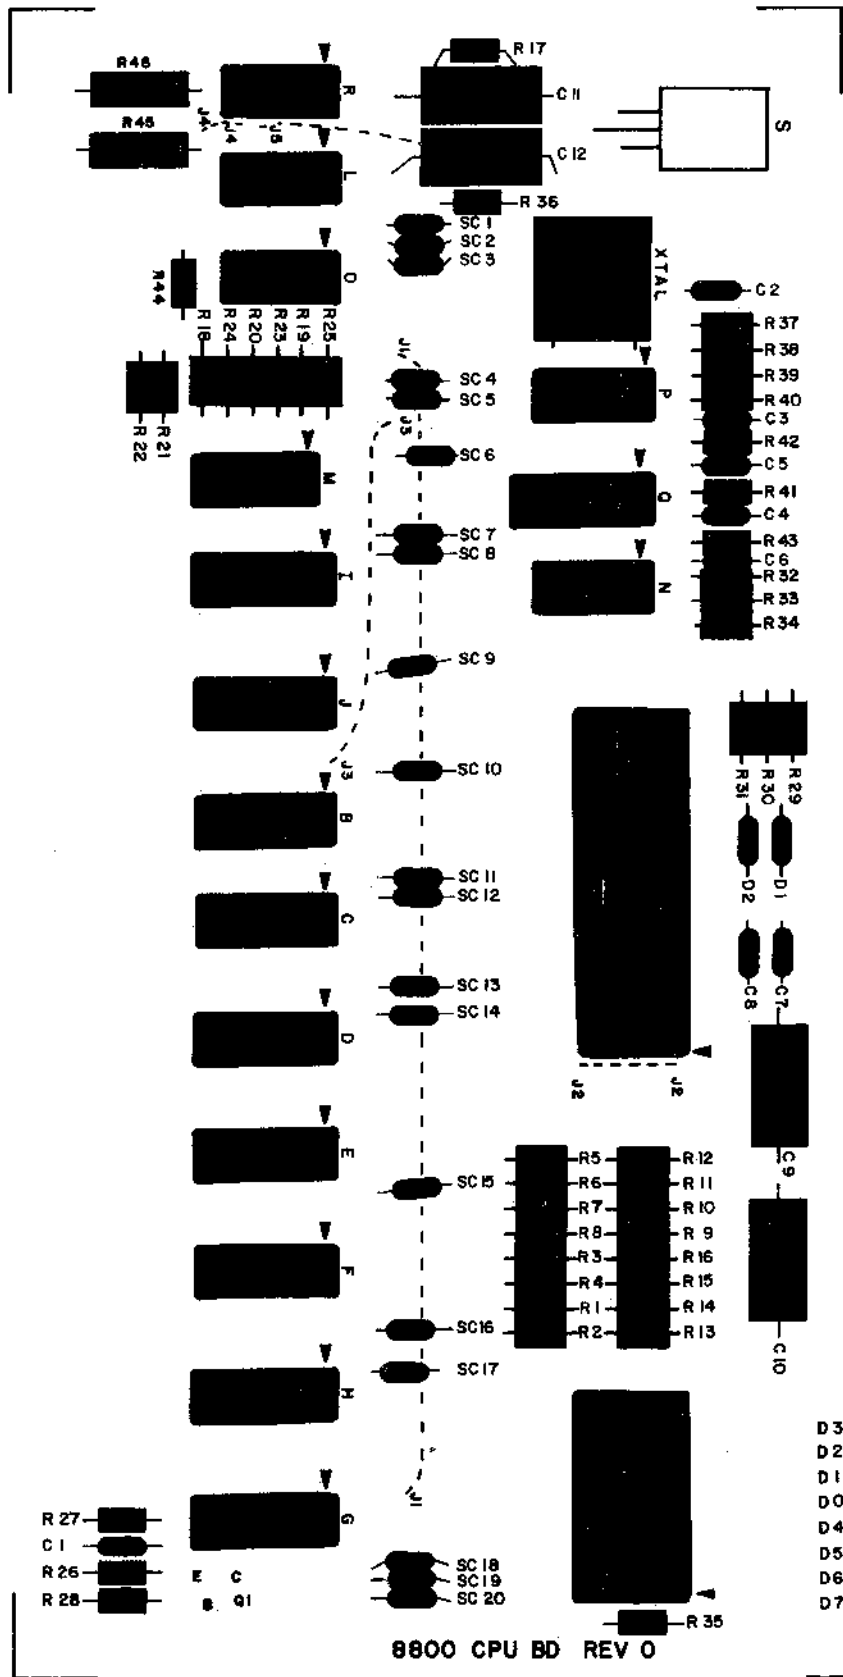 R46
R
R17
C11
S
J4
J4
J5
R45
L
C12
R36
SC1
SC2
SC3
XTAL
R44
O
C2
R18
R24
R20
R23
R19
R25
R37
R38
R39
R40
J1
SC4
SC5
P
C3
R22
R21
J3
R42
SC6
C5
M
Q
R41
C4
SC7
SC8
R43
C6
I
N
R32
R33
R34
SC9
J
J3
SC10
R31
R30
R29
B
D2
D1
SC11
SC12
C
C8
C7
SC13
SC14
D
J2
J2
E
C9
SC15
R5
R12
R6
R11
R7
R10
R8
R9
R3
R16
R4
R15
R1
R14
R2
R13
F
SC16
C10
SC17
H
D3
D2
D1
D0
D4
D5
D6
D7
J1
G
R27
C1
R26
R28
E C
B Q1
SC18
SC19
SC20
R35
8800 CPU BD REV 0